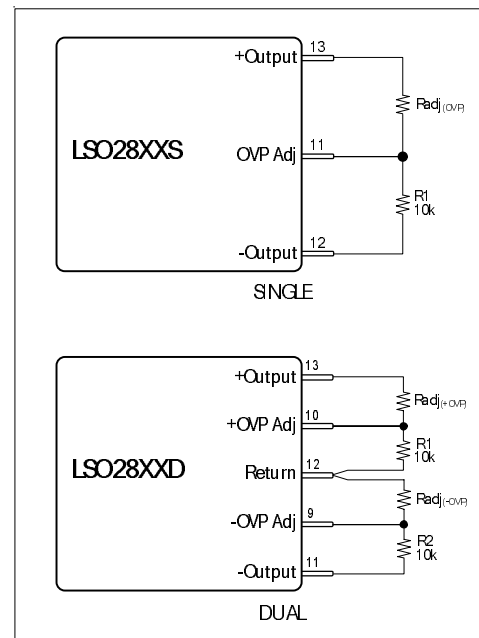 +Output 13
Radj(OVP)
LSO28XXS
OVP Adj 11
R1
10k
-Output 12
SINGLE
+Output 13
Radj(+OVP)
+OVP Adj 10
R1
10k
LSO28XXD
Return 12
Radj(-OVP)
-OVP Adj 9
R2
10k
-Output 11
DUAL